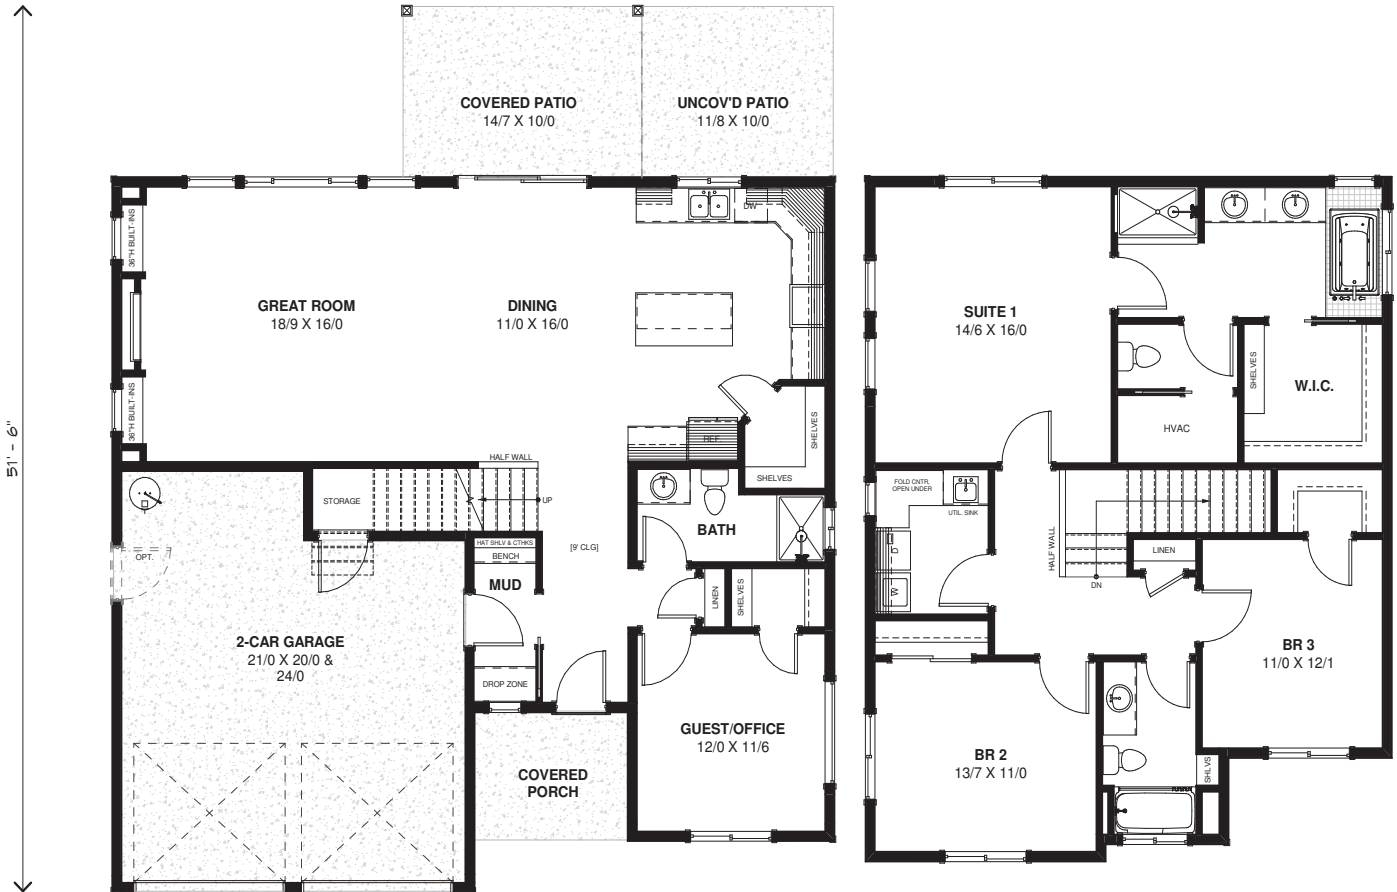 51' - 6"
COVERED PATIO
14/7 X 10/0
UNCOV'D PATIO
11/8 X 10/0
36"H BUILT-INS
GREAT ROOM
18/9 X 16/0
DINING
11/0 X 16/0
DW
36"H BUILT-INS
REF.
SHELVES
SHELVES
HALF WALL
STORAGE
UP
BATH
[9' CLG]
HAT SHLV & CTHKS
BENCH
MUD
OPT.
LINEN
SHELVES
2-CAR GARAGE
21/0 X 20/0 &
24/0
DROP ZONE
GUEST/OFFICE
12/0 X 11/6
COVERED
PORCH
SUITE 1
14/6 X 16/0
SHELVES
W.I.C.
HVAC
FOLD CNTR.
OPEN UNDER
UTIL. SINK
D
W
HALF WALL
DN
LINEN
BR 3
11/0 X 12/1
BR 2
13/7 X 11/0
SHLVS